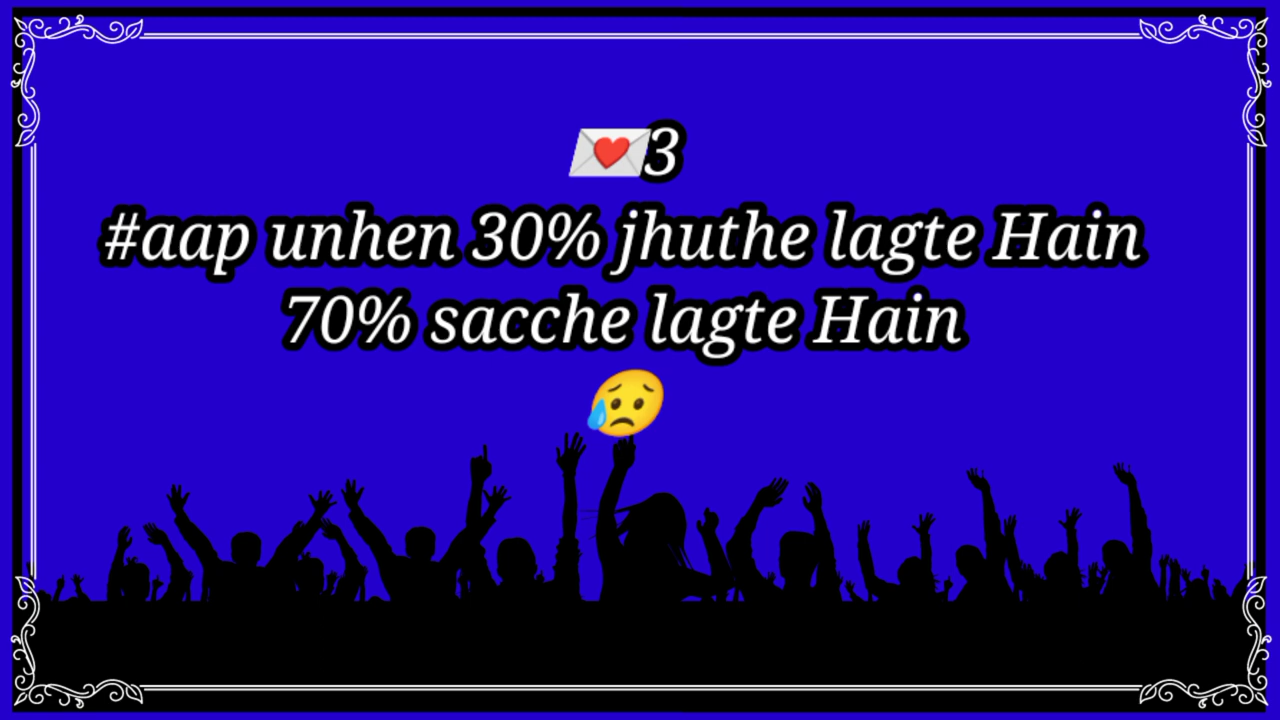 💌3
#aap unhen 30% jhuthe lagte Hain
70% sacche lagte Hain
😥